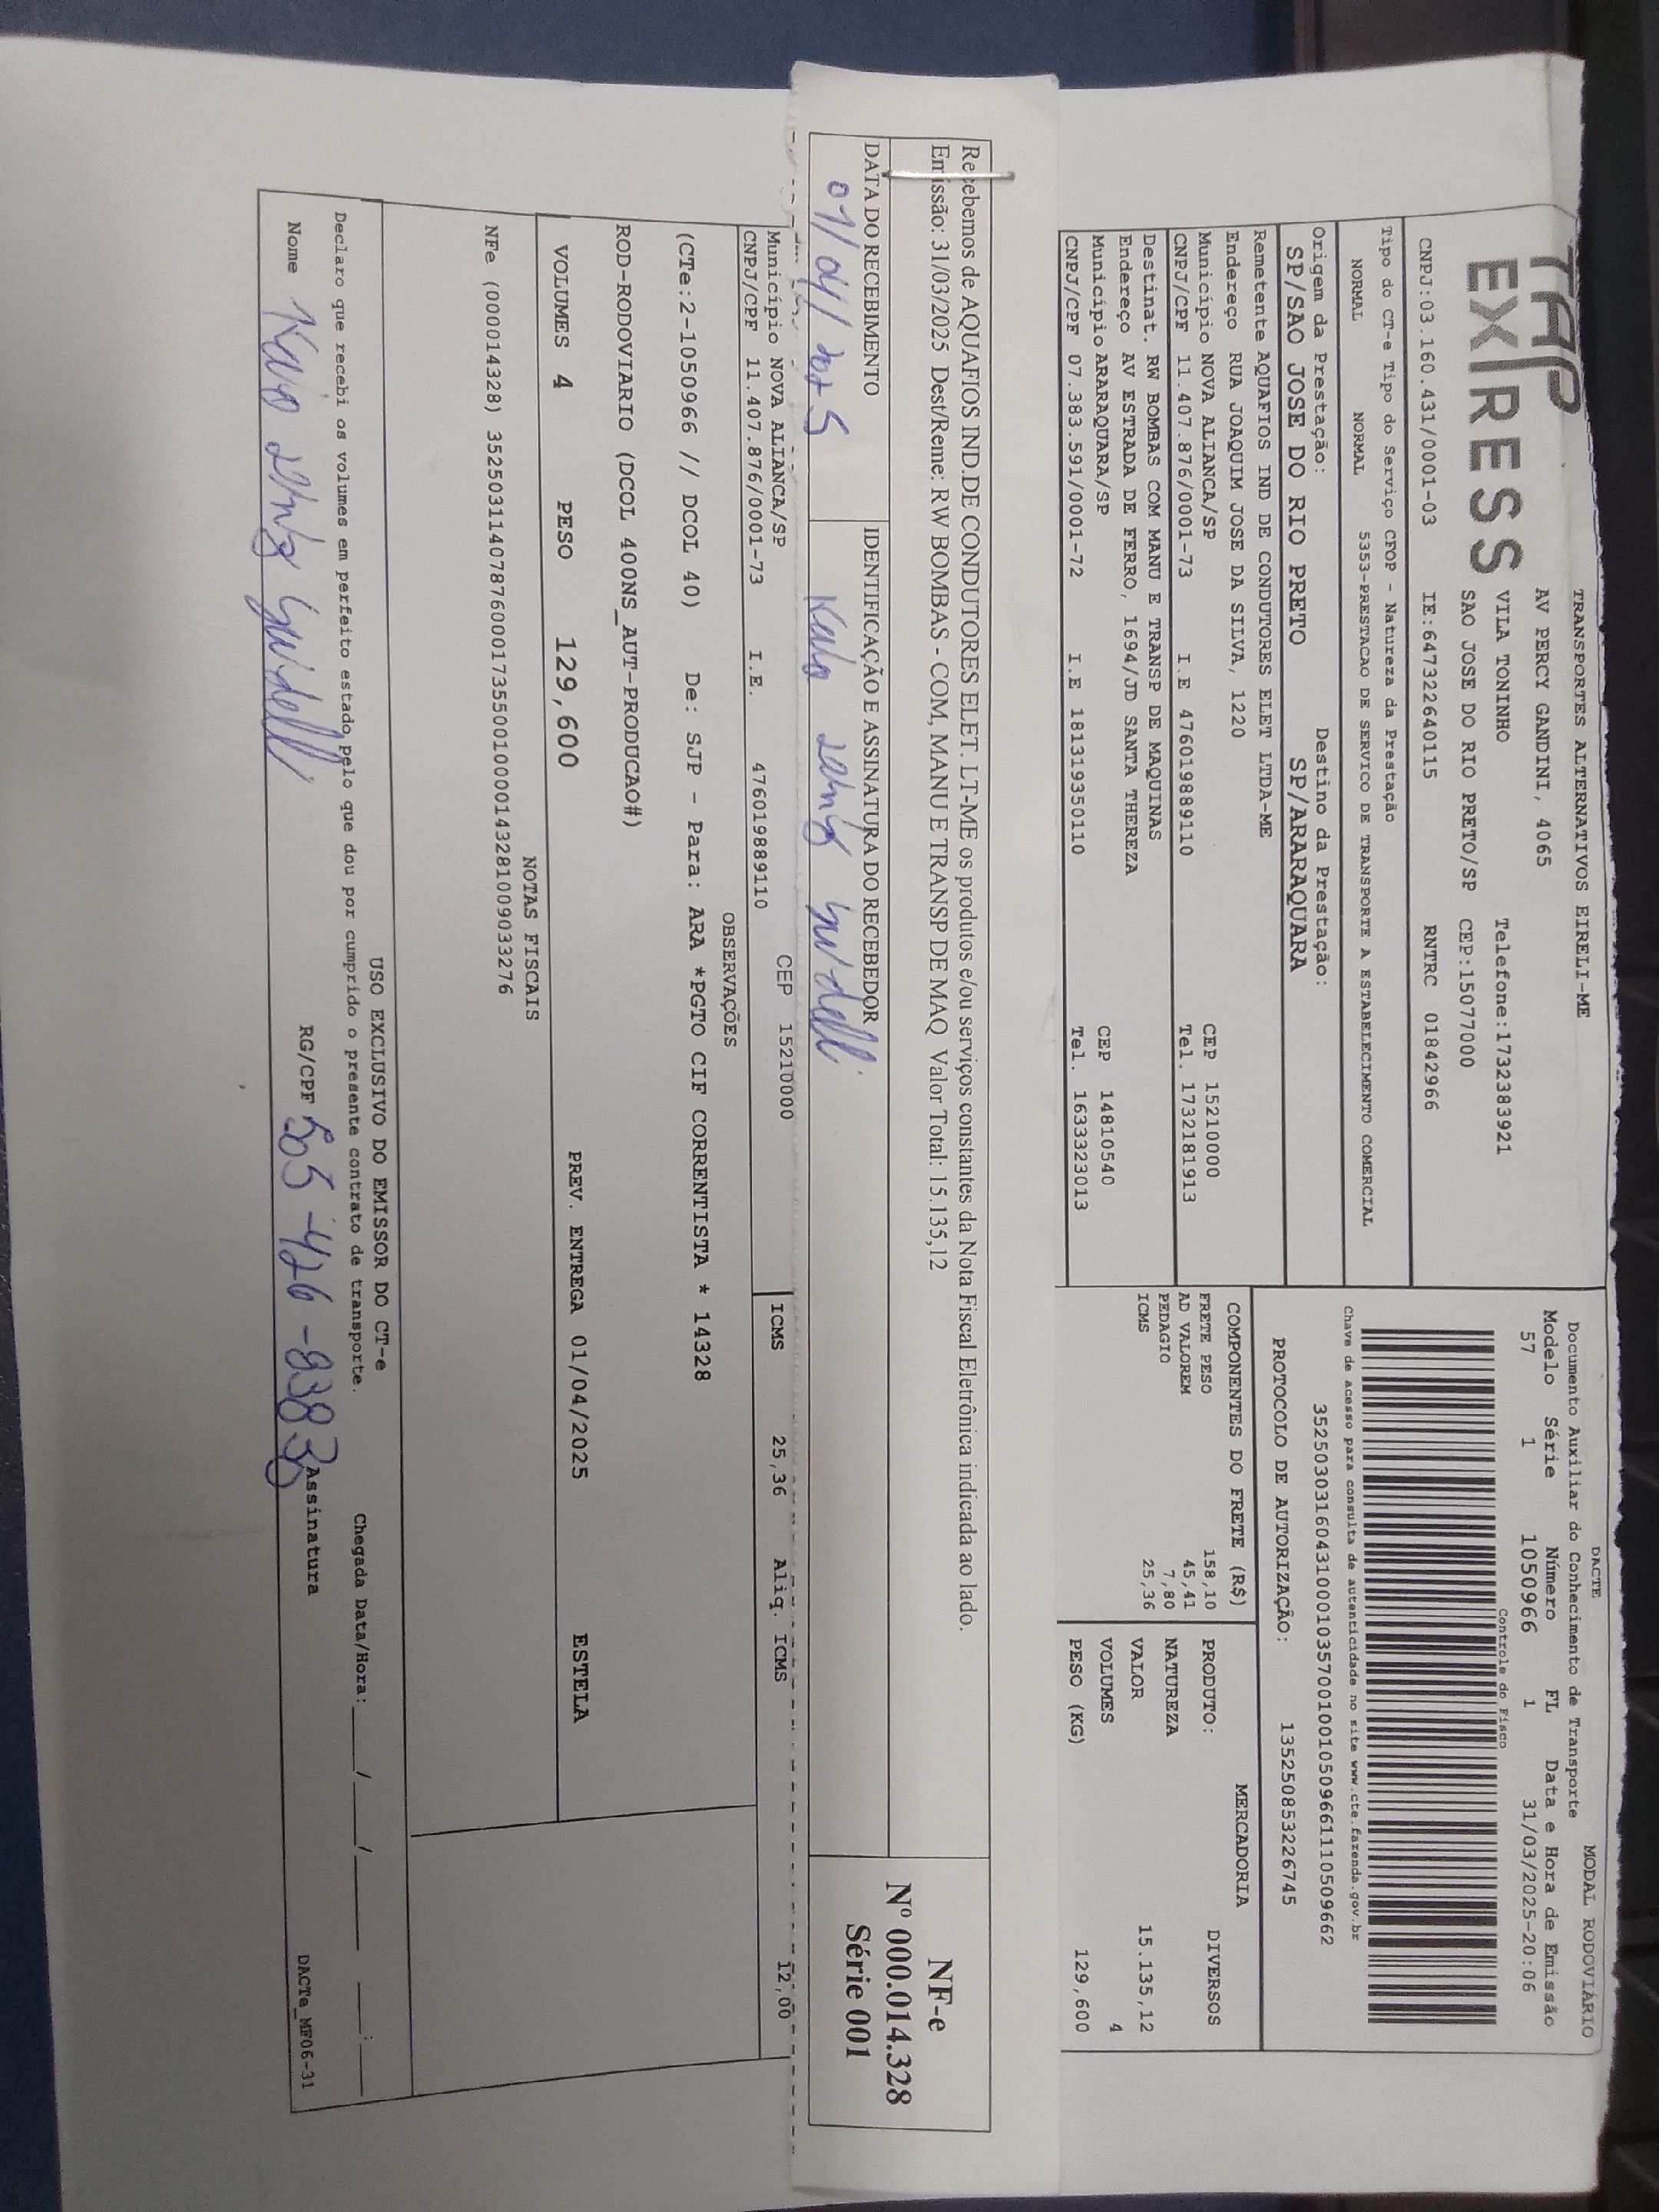 TAP
EXPRESS
TRANSPORTES ALTERNATIVOS EIRELI-ME
AV PERCY GANDINI, 4065
VILA TONINHO Telefone:1732383921
SAO JOSE DO RIO PRETO/SP CEP:15077000
CNPJ:03.160.431/0001-03 IE:647322640115 RNTRC 01842966
Tipo do CT-e Tipo do Serviço CFOP - Natureza da Prestação
NORMAL NORMAL 5353-PRESTACAO DE SERVICO DE TRANSPORTE A ESTABELECIMENTO COMERCIAL
Origem da Prestação: Destino da Prestação:
SP/SAO JOSE DO RIO PRETO SP/ARARAQUARA
Remetente AQUAFIOS IND DE CONDUTORES ELET LTDA-ME
Endereço RUA JOAQUIM JOSE DA SILVA, 1220
Município NOVA ALIANCA/SP CEP 15210000
CNPJ/CPF 11.407.876/0001-73 I.E 476019889110 Tel. 1732181913
Destinat. RW BOMBAS COM MANU E TRANSP DE MAQUINAS
Endereço AV ESTRADA DE FERRO, 1694/JD SANTA THEREZA
Município ARARAQUARA/SP CEP 14810540
CNPJ/CPF 07.383.591/0001-72 I.E 181319350110 Tel. 1633323013
DACTE MODAL RODOVIÁRIO
Documento Auxiliar do Conhecimento de Transporte
Modelo Série Número FL Data e Hora de Emissão
57 1 1050966 1 31/03/2025-20:06
Controle do Fisco
Chave de acesso para consulta de autenticidade no site www.cte.fazenda.gov.br
35250303160431000103570010010509661110509662
PROTOCOLO DE AUTORIZAÇÃO: 135250853226745
COMPONENTES DO FRETE (R$)
FRETE PESO 158,10
AD VALOREM 45,41
PEDAGIO 7,80
ICMS 25,36
MERCADORIA
PRODUTO: DIVERSOS
NATUREZA
VALOR 15.135,12
VOLUMES 4
PESO (KG) 129,600
Recebemos de AQUAFIOS IND.DE CONDUTORES ELET. LT-ME os produtos e/ou serviços constantes da Nota Fiscal Eletrônica indicada ao lado.
Emissão: 31/03/2025 Dest/Reme: RW BOMBAS - COM, MANU E TRANSP DE MAQ Valor Total: 15.135,12
DATA DO RECEBIMENTO IDENTIFICAÇÃO E ASSINATURA DO RECEBEDOR
01/04/2025
NF-e
Nº 000.014.328
Série 001
Município NOVA ALIANCA/SP CEP 15210000
CNPJ/CPF 11.407.876/0001-73 I.E. 476019889110
ICMS 25,36 Aliq. ICMS 12,00
OBSERVAÇÕES
(CTe:2-1050966 // DCOL 40) De: SJP - Para: ARA *PGTO CIF CORRENTISTA * 14328
ROD-RODOVIARIO (DCOL 400NS_AUT-PRODUCAO#)
VOLUMES 4 PESO 129,600 PREV. ENTREGA 01/04/2025 ESTELA
NOTAS FISCAIS
NFe (000014328) 35250311407876000173550010000143281009033276
USO EXCLUSIVO DO EMISSOR DO CT-e
Declaro que recebi os volumes em perfeito estado pelo que dou por cumprido o presente contrato de transporte. Chegada Data/Hora: ___/___/____ __:__
Nome RG/CPF Assinatura
DACTe_MF06-31